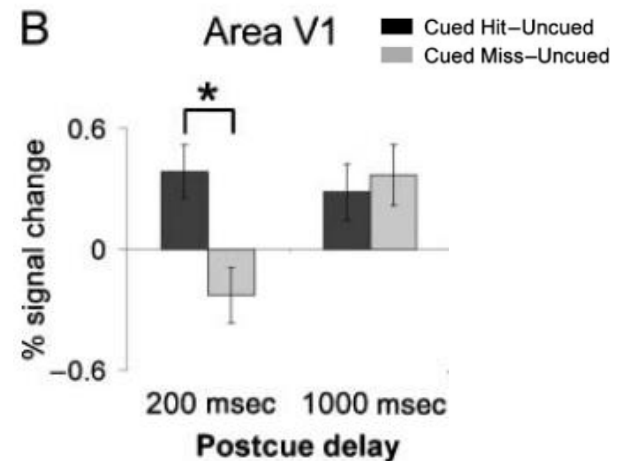 B
Area V1
Cued Hit–Uncued
Cued Miss–Uncued
*
0.6
0
–0.6
% signal change
200 msec
1000 msec
Postcue delay